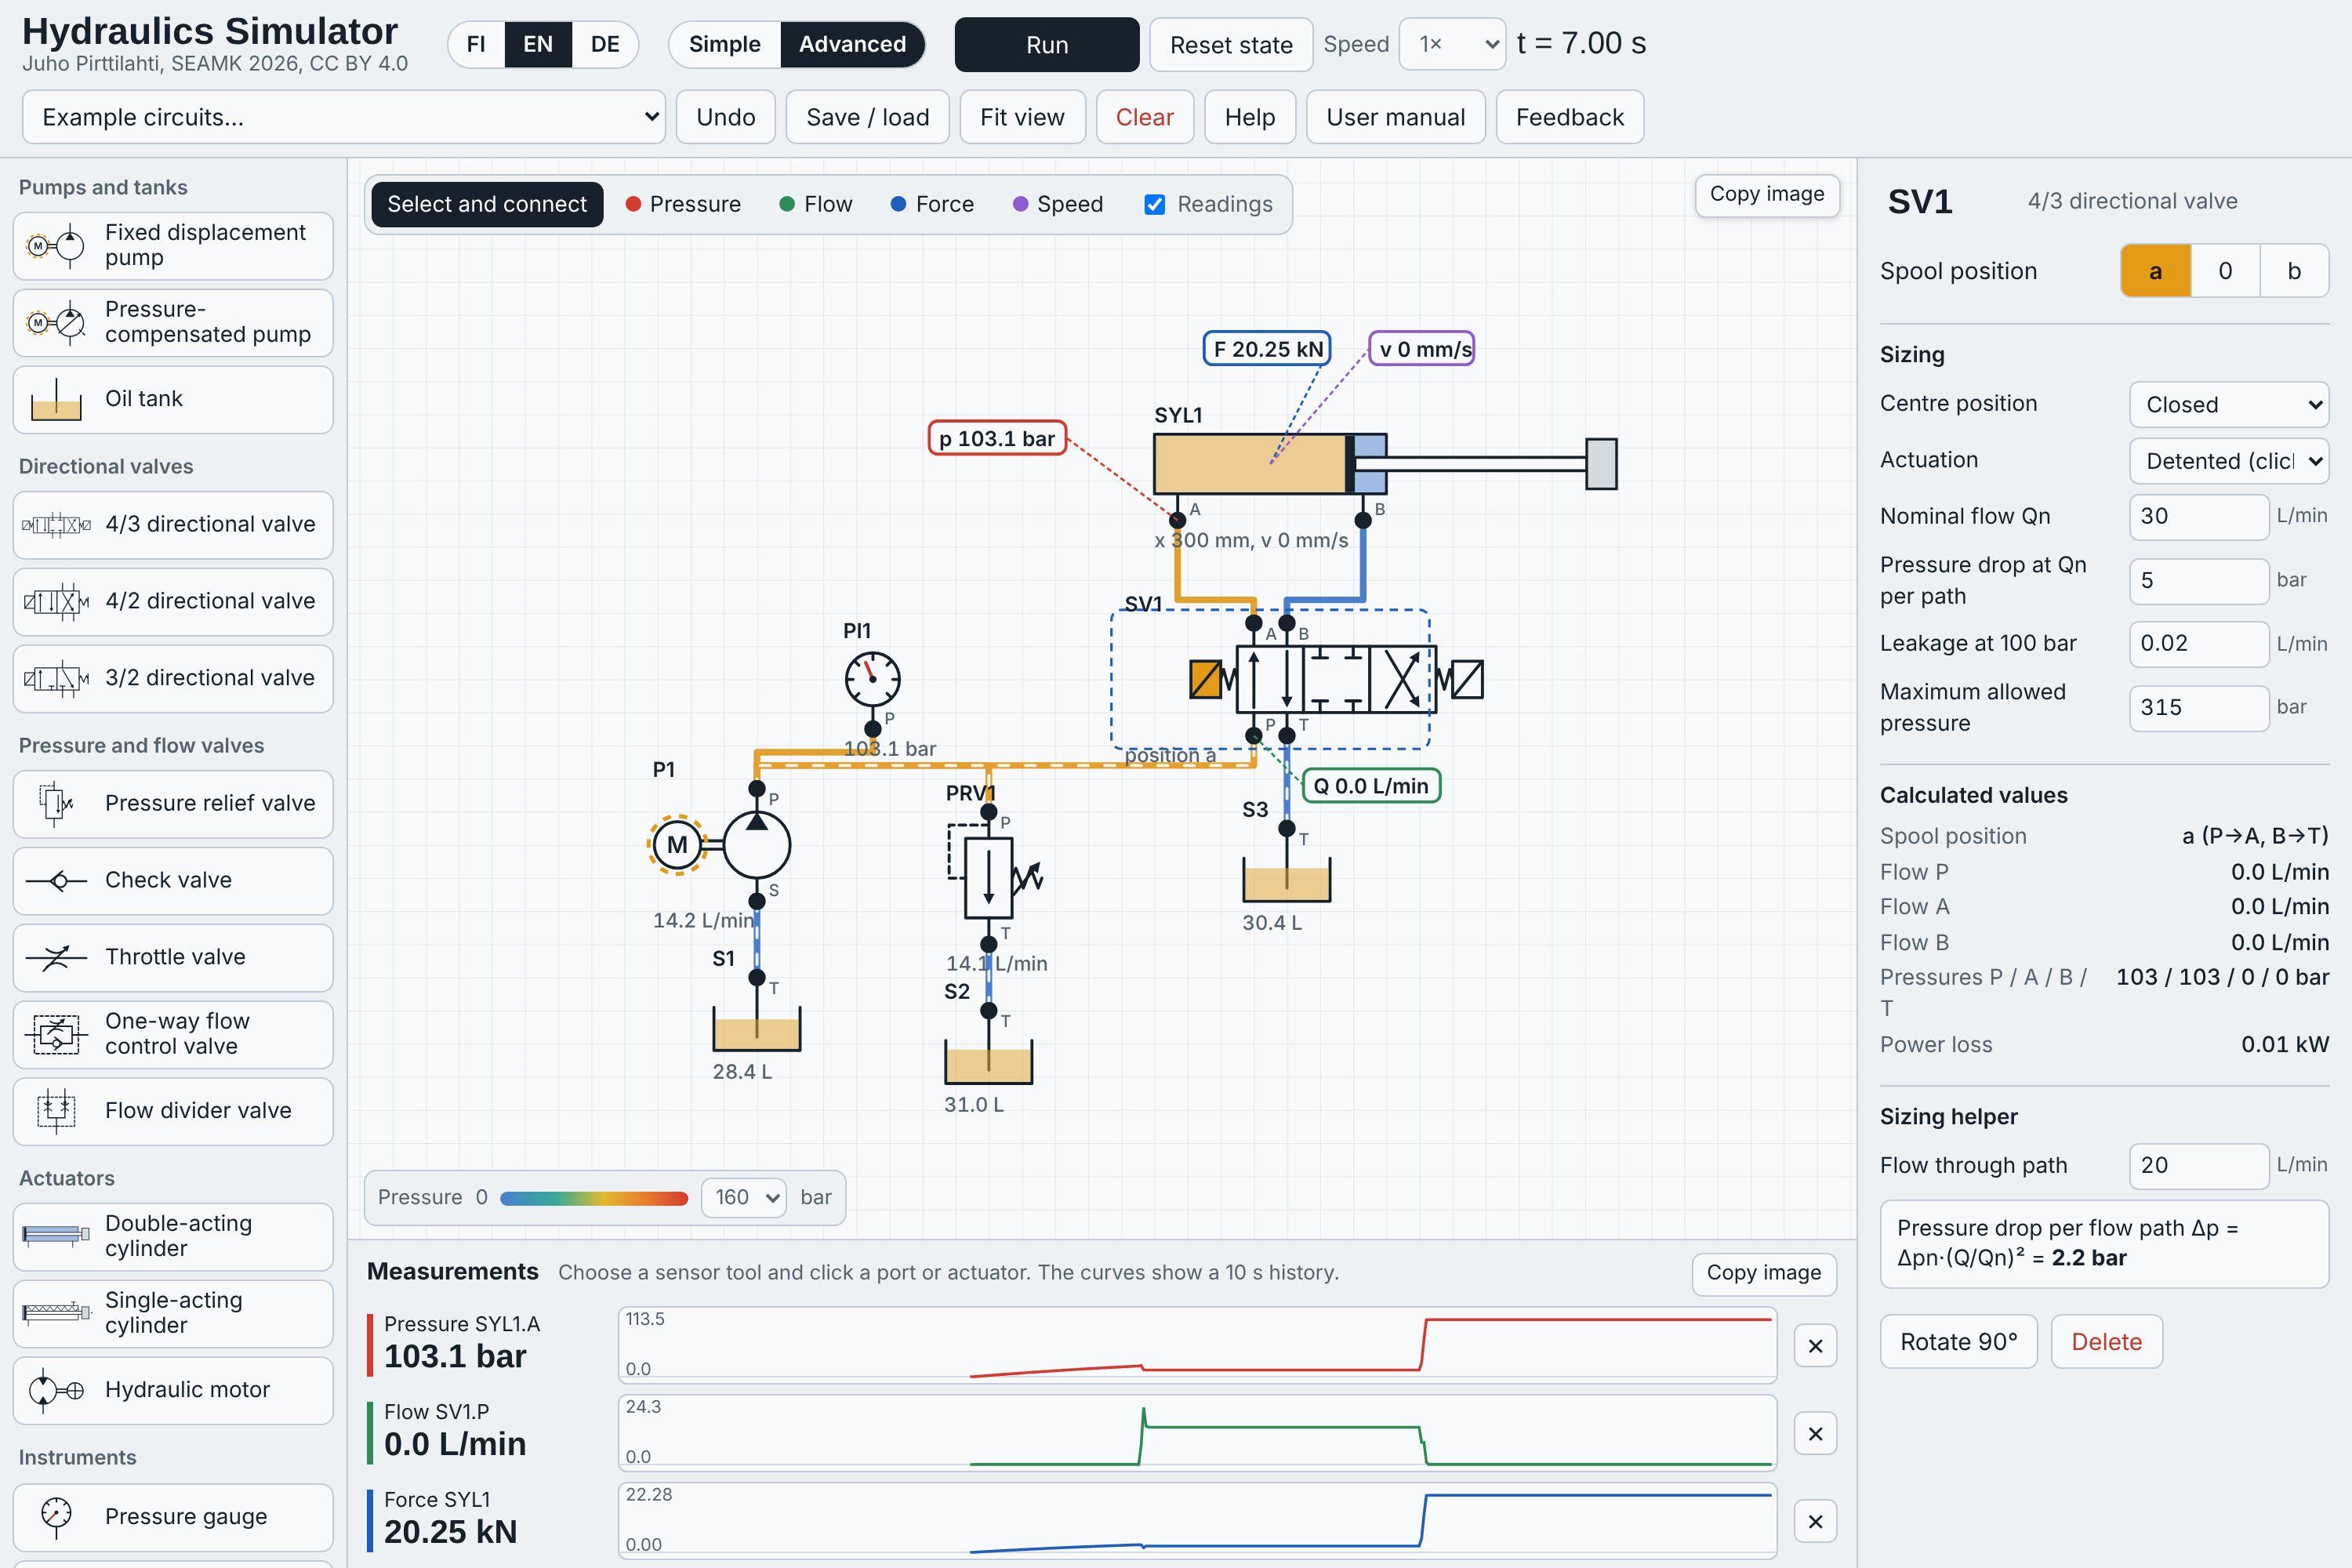 Hydraulics Simulator
Juho Pirttilahti, SEAMK 2026, CC BY 4.0
FI EN DE
Simple Advanced
Run
Reset state
Speed 1×
t = 7.00 s
Example circuits...
Undo
Save / load
Fit view
Clear
Help
User manual
Feedback
Pumps and tanks
M
Fixed displacement
pump
M
Pressure-
compensated pump
Oil tank
Directional valves
4/3 directional valve
4/2 directional valve
3/2 directional valve
Pressure and flow valves
Pressure relief valve
Check valve
Throttle valve
One-way flow
control valve
Flow divider valve
Actuators
Double-acting
cylinder
Single-acting
cylinder
Hydraulic motor
Instruments
Pressure gauge
Select and connect
Pressure
Flow
Force
Speed
Readings
Copy image
F 20.25 kN
v 0 mm/s
SYL1
p 103.1 bar
A
B
x 300 mm, v 0 mm/s
SV1
A
B
PI1
P
T
P
103.1 bar
position a
P1
Q 0.0 L/min
PRV1
P
S3
P
T
M
S
14.2 L/min
30.4 L
T
S1
14.1 L/min
T
S2
T
28.4 L
31.0 L
Pressure 0 160 bar
Measurements
Choose a sensor tool and click a port or actuator. The curves show a 10 s history.
Copy image
Pressure SYL1.A
103.1 bar
113.5
0.0
×
Flow SV1.P
0.0 L/min
24.3
0.0
×
Force SYL1
20.25 kN
22.28
0.00
×
SV1
4/3 directional valve
Spool position a 0 b
Sizing
Centre position Closed
Actuation Detented (clicl
Nominal flow Qn 30 L/min
Pressure drop at Qn
per path 5 bar
Leakage at 100 bar 0.02 L/min
Maximum allowed
pressure 315 bar
Calculated values
Spool position a (P→A, B→T)
Flow P 0.0 L/min
Flow A 0.0 L/min
Flow B 0.0 L/min
Pressures P / A / B / 103 / 103 / 0 / 0 bar
T
Power loss 0.01 kW
Sizing helper
Flow through path 20 L/min
Pressure drop per flow path Δp =
Δpn·(Q/Qn)² = 2.2 bar
Rotate 90°
Delete